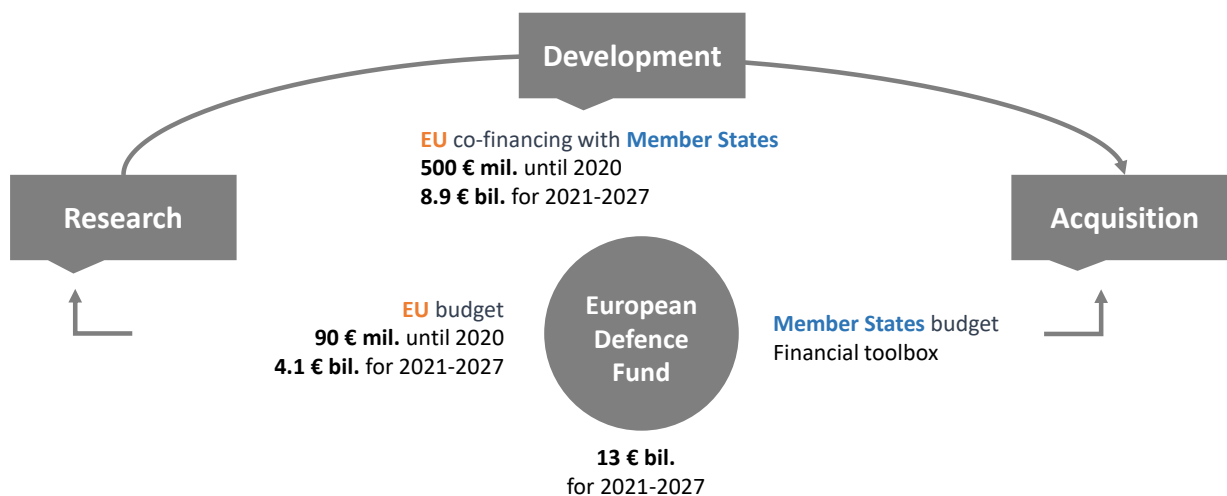 Development
EU co-financing with Member States
500 € mil. until 2020
8.9 € bil. for 2021-2027
Research
Acquisition
EU budget
90 € mil. until 2020
4.1 € bil. for 2021-2027
European
Defence
Fund
Member States budget
Financial toolbox
13 € bil.
for 2021-2027